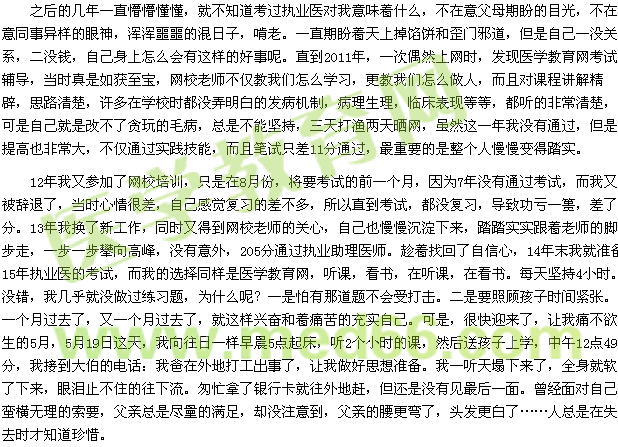 之后的几年一直懵懵懂懂，就不知道考过执业医对我意味着什么，不在意父母期盼的目光，不在
意同事异样的眼神，浑浑噩噩的混日子，啃老。一直期盼着天上掉馅饼和歪门邪道，但是自己一没关
系，二没钱，自己身上怎么会有这样的好事呢。直到2011年，一次偶然上网时，发现医学教育网考试
辅导，当时真是如获至宝，网校老师不仅教我们怎么学习，更教我们怎么做人，而且对课程讲解精
辟，思路清楚，许多在学校时都没弄明白的发病机制，病理生理，临床表现等等，都听的非常清楚，
可是自己就是改不了贪玩的毛病，总是不能坚持，三天打渔两天晒网，虽然这一年我没有通过，但是
提高也非常大，不仅通过实践技能，而且笔试只差11分通过，最重要的是整个人慢慢变得踏实。
12年我又参加了网校培训，只是在8月份，将要考试的前一个月，因为7年没有通过考试，而我又
被辞退了，当时心情很差，自己感觉复习的差不多，所以直到考试，都没复习，导致功亏一篑，差了一
分。13年我换了新工作，同时又得到网校老师的关心，自己也慢慢沉淀下来，踏踏实实跟着老师的脚
步走，一步一步攀向高峰，没有意外，205分通过执业助理医师。趁着找回了自信心，14年末我就准备
15年执业医的考试，而我的选择同样是医学教育网，听课，看书，在听课，在看书。每天坚持4小时。
没错，我几乎就没做过练习题，为什么呢？一是怕有那道题不会受打击。二是要照顾孩子时间紧张。
一个月过去了，又一个月过去了，就这样兴奋和着痛苦的充实自己。可是，很快迎来了，让我痛不欲
生的5月，5月19日这天，我向往日一样早晨5点起床，听2个小时的课，然后送孩子上学，中午12点49
分，我接到大伯的电话：我爸在外地打工出事了，让我做好思想准备。我一听天塌下来了，全身就软
了下来，眼泪止不住的往下流。匆忙拿了银行卡就往外地赶，但还是没有见最后一面。曾经面对自己
蛮横无理的索要，父亲总是尽量的满足，却没注意到，父亲的腰更弯了，头发更白了……人总是在失
去时才知道珍惜。
医学教育网
www.med66.com